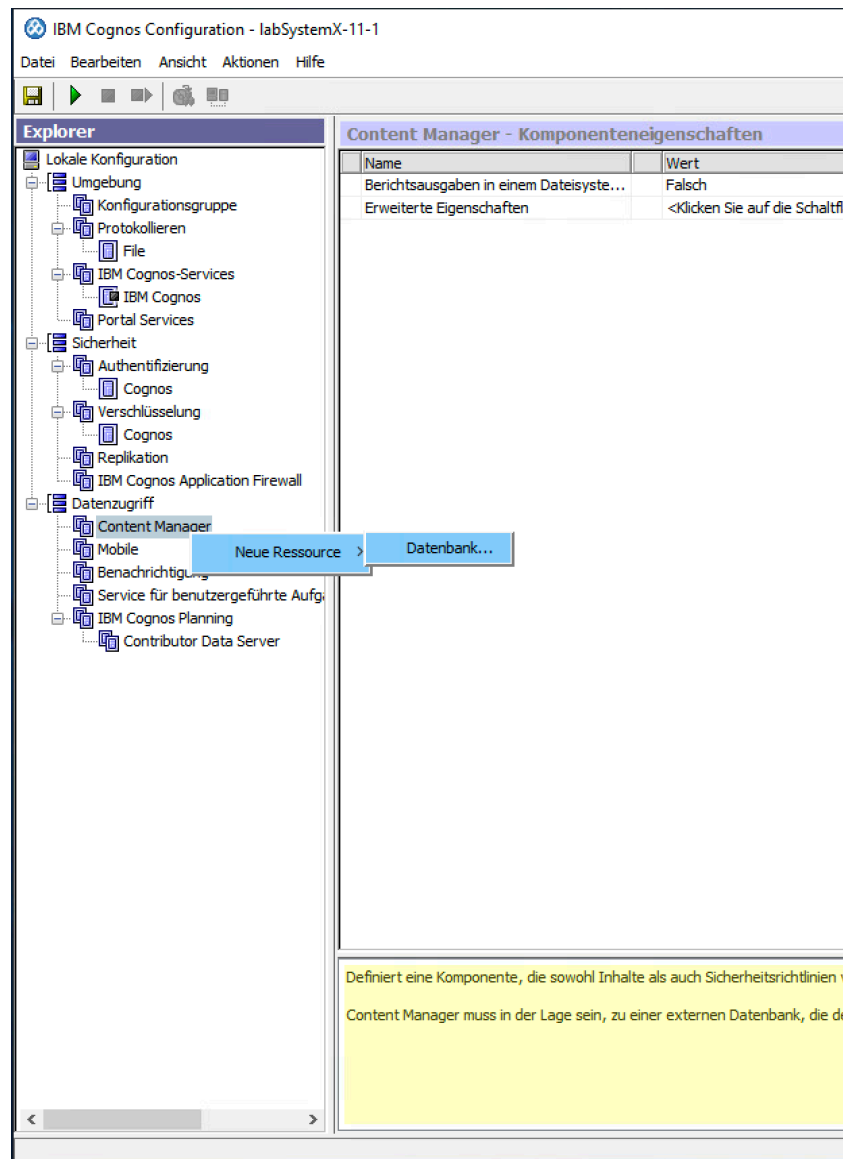 IBM Cognos Configuration - labSystemX-11-1
Datei Bearbeiten Ansicht Aktionen Hilfe
Explorer
Lokale Konfiguration
Umgebung
Konfigurationsgruppe
Protokollieren
File
IBM Cognos-Services
IBM Cognos
Portal Services
Sicherheit
Authentifizierung
Cognos
Verschlüsselung
Cognos
Replikation
IBM Cognos Application Firewall
Datenzugriff
Content Manager
Mobile
Benachrichtigung
Service für benutzergeführte Aufga
IBM Cognos Planning
Contributor Data Server
Neue Ressource >
Datenbank...
Content Manager - Komponenteneigenschaften
Name Wert
Berichtsausgaben in einem Dateisyste... Falsch
Erweiterte Eigenschaften <Klicken Sie auf die Schaltfl
Definiert eine Komponente, die sowohl Inhalte als auch Sicherheitsrichtlinien v
Content Manager muss in der Lage sein, zu einer externen Datenbank, die de